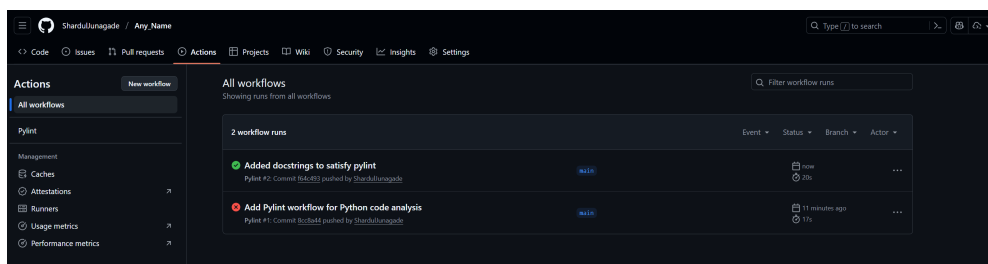 ShardulJunagade / Any_Name
Type / to search
Code Issues Pull requests Actions Projects Wiki Security Insights Settings
Actions
New workflow
All workflows
Pylint
Management
Caches
Attestations
Runners
Usage metrics
Performance metrics
All workflows
Showing runs from all workflows
Filter workflow runs
2 workflow runs
Event Status Branch Actor
Added docstrings to satisfy pylint
Pylint #2: Commit f64c493 pushed by ShardulJunagade
main
now
20s
Add Pylint workflow for Python code analysis
Pylint #1: Commit 8cc8a44 pushed by ShardulJunagade
main
11 minutes ago
17s